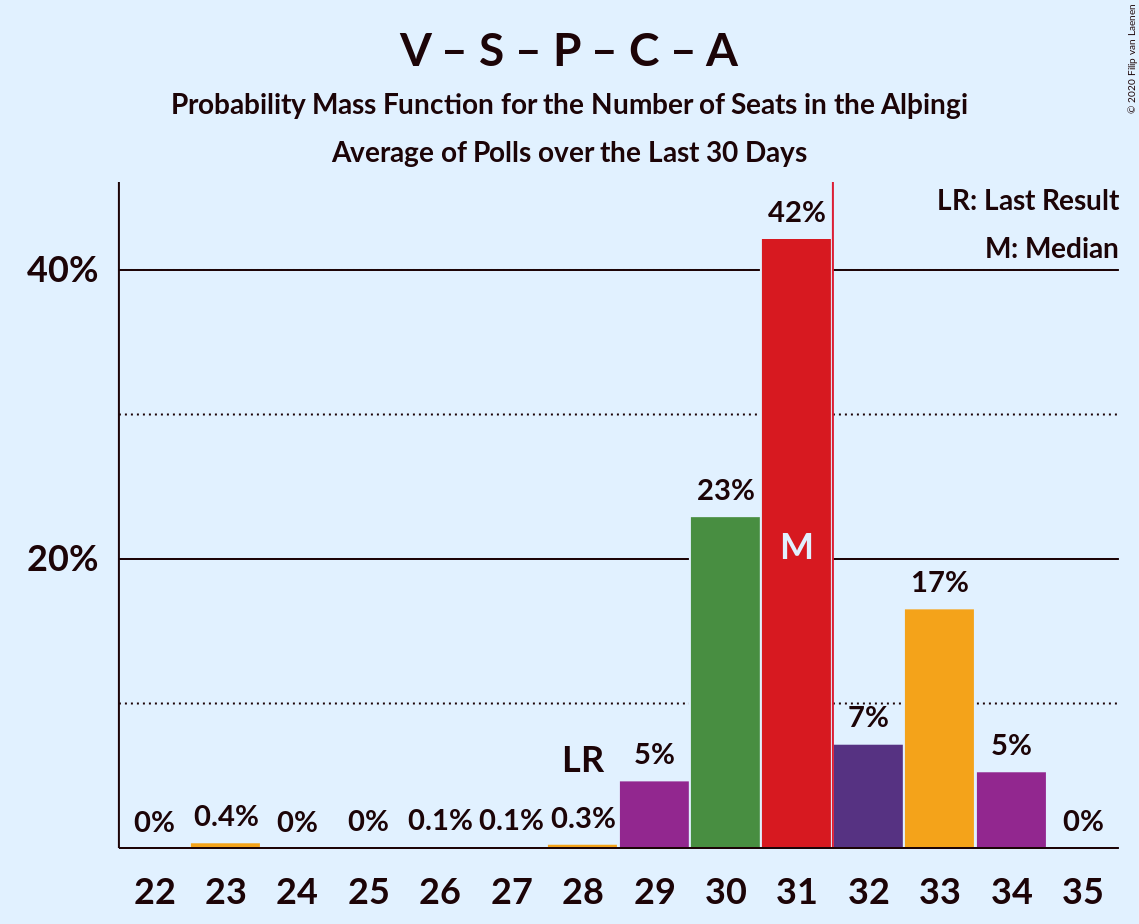 V – S – P – C – A
Probability Mass Function for the Number of Seats in the Alþingi
Average of Polls over the Last 30 Days
© 2020 Filip van Laenen
LR: Last Result
M: Median
40%
20%
0%
0.4%
0%
0%
0.1%
0.1%
0.3%
LR
5%
23%
42%
M
7%
17%
5%
0%
22 23 24 25 26 27 28 29 30 31 32 33 34 35